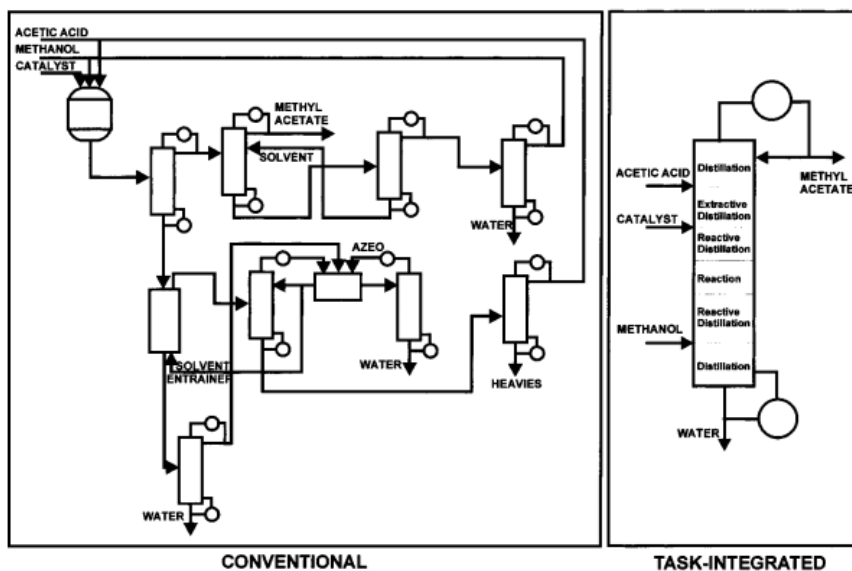 ACETIC ACID
METHANOL
CATALYST
METHYL
ACETATE
SOLVENT
WATER
AZEO
SOLVENT
ENTRAINER
WATER
HEAVIES
WATER
CONVENTIONAL
Distillation
ACETIC ACID
METHYL
ACETATE
Extractive
Distillation
CATALYST
Reactive
Distillation
Reaction
METHANOL
Reactive
Distillation
Distillation
WATER
TASK-INTEGRATED